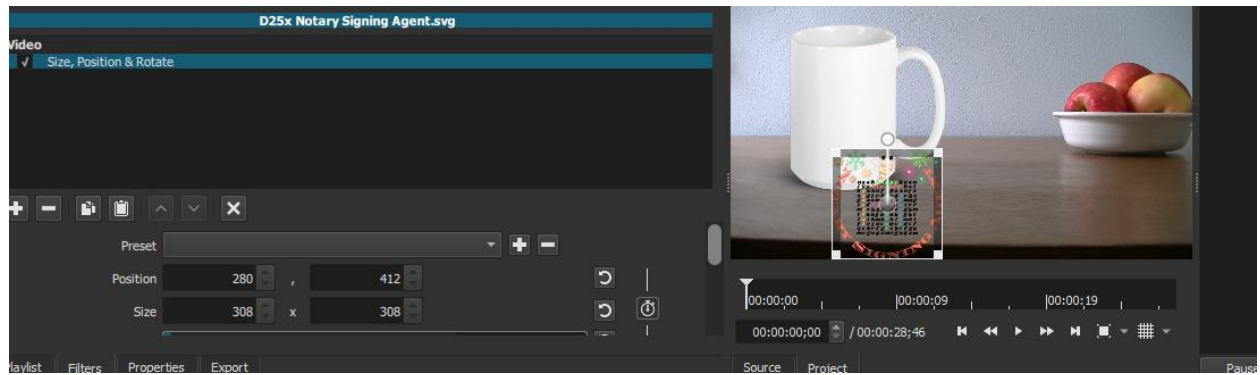 D25x Notary Signing Agent.svg
Video
√ Size, Position & Rotate
Preset
Position 280 , 412
Size 308 x 308
SIGNING
00:00;00 00:00;09 00:00;19
00:00:00;00 / 00:00:28;46
Playlist Filters Properties Export
Source Project
Pause